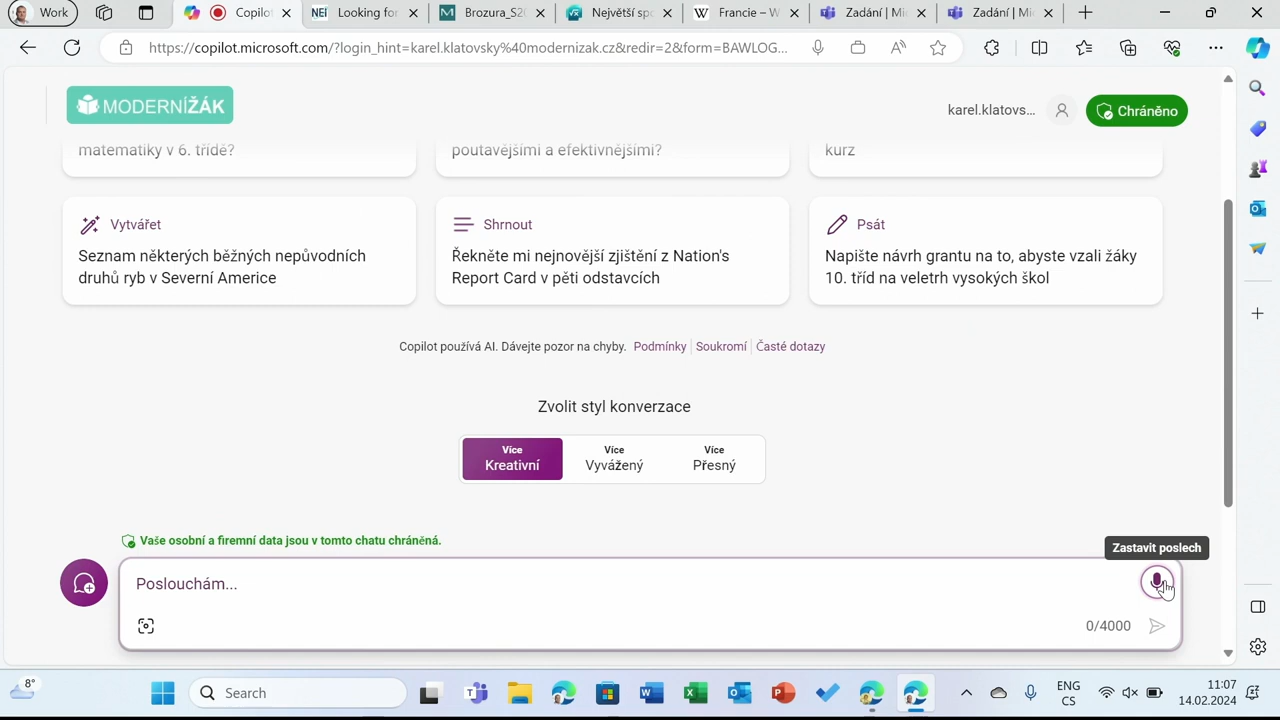 Work
Copilo
Looking for
Brozura_S2(
Největší spo
rancie – W
Zadání | Mi
Zadání | Mi
https://copilot.microsoft.com/?login_hint=karel.klatovsky%40modernizak.cz&redir=2&form=BAWLOG...
MODERNÍŽÁK
karel.klatovs...
Chráněno
matematiky v 6. třídě?
poutavějšími a efektivnějšími?
kurz
Vytvářet
Shrnout
Psát
Seznam některých běžných nepůvodních
druhů ryb v Severní Americe
Řekněte mi nejnovější zjištění z Nation's
Report Card v pěti odstavcích
Napište návrh grantu na to, abyste vzali žáky
10. tříd na veletrh vysokých škol
Copilot používá AI. Dávejte pozor na chyby. Podmínky Soukromí Časté dotazy
Zvolit styl konverzace
Více
Kreativní
Více
Vyvážený
Více
Přesný
Vaše osobní a firemní data jsou v tomto chatu chráněná.
Zastavit poslech
Poslouchám...
0/4000
8°
Search
ENG
CS
11:07
14.02.2024